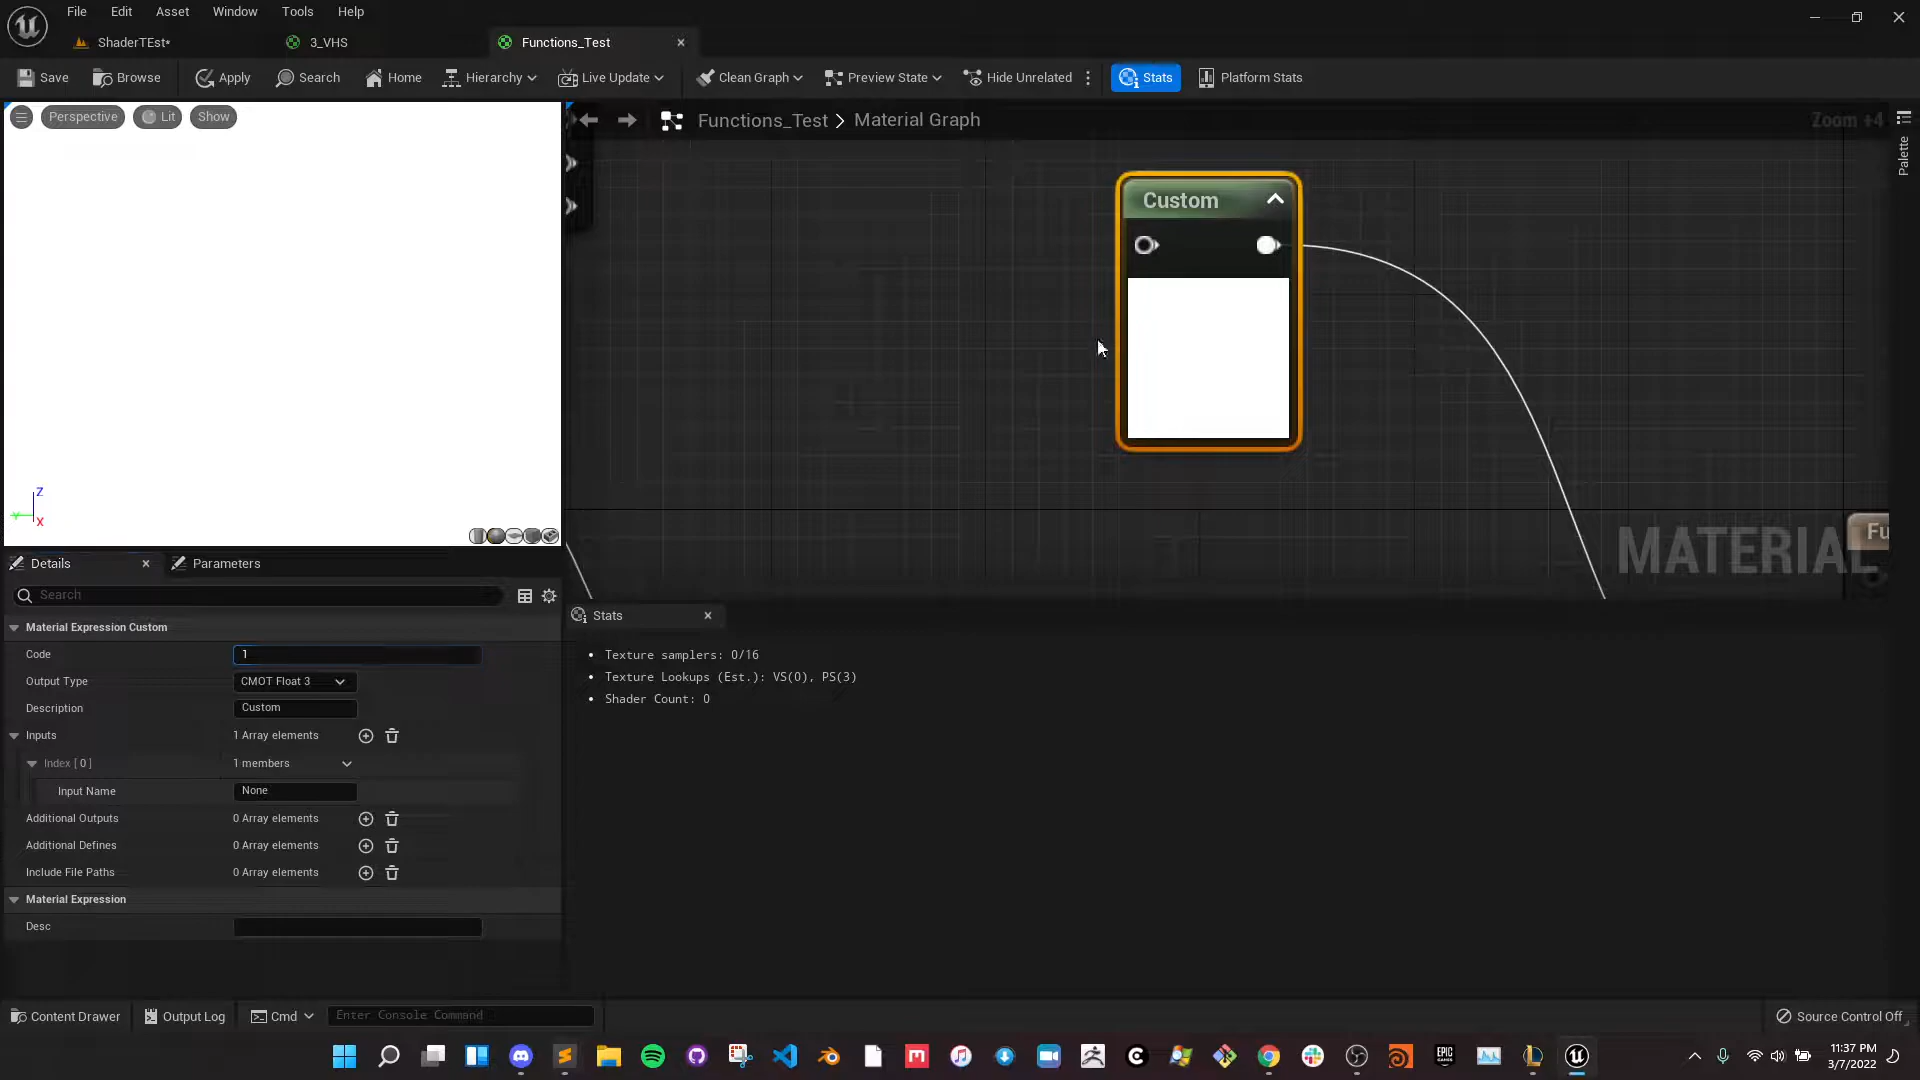 File Edit Asset Window Tools Help
ShaderTEst* 3_VHS Functions_Test
Save Browse Apply Search Home Hierarchy Live Update Clean Graph Preview State Hide Unrelated Stats Platform Stats
Perspective Lit Show
Functions_Test > Material Graph
Zoom +4
Palette
Custom
Z
Y
X
MATERIAL
Fu
Details Parameters
Search
Stats
Material Expression Custom
Code 1
Output Type CMOT Float 3
Description Custom
Inputs 1 Array elements
Index [ 0 ] 1 members
Input Name None
Additional Outputs 0 Array elements
Additional Defines 0 Array elements
Include File Paths 0 Array elements
Material Expression
Desc
Texture samplers: 0/16
Texture Lookups (Est.): VS(0), PS(3)
Shader Count: 0
Content Drawer Output Log Cmd Enter Console Command Source Control Off
EPIC GAMES
11:37 PM
3/7/2022